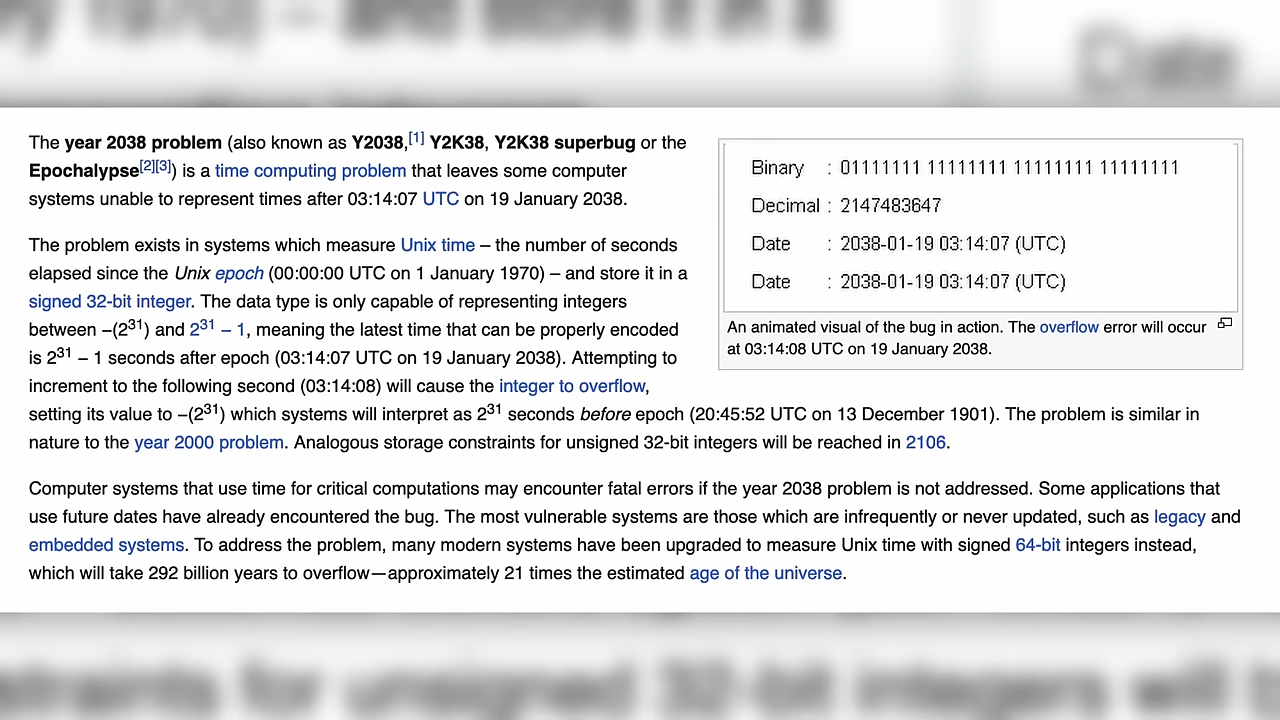 ry 1970) – and store it in a
Date
The year 2038 problem (also known as Y2038,[1] Y2K38, Y2K38 superbug or the
Epochalypse[2][3]) is a time computing problem that leaves some computer
systems unable to represent times after 03:14:07 UTC on 19 January 2038.
The problem exists in systems which measure Unix time – the number of seconds
elapsed since the Unix epoch (00:00:00 UTC on 1 January 1970) – and store it in a
signed 32-bit integer. The data type is only capable of representing integers
between −(2³¹) and 2³¹ − 1, meaning the latest time that can be properly encoded
is 2³¹ − 1 seconds after epoch (03:14:07 UTC on 19 January 2038). Attempting to
increment to the following second (03:14:08) will cause the integer to overflow,
setting its value to −(2³¹) which systems will interpret as 2³¹ seconds before epoch (20:45:52 UTC on 13 December 1901). The problem is similar in
nature to the year 2000 problem. Analogous storage constraints for unsigned 32-bit integers will be reached in 2106.
Computer systems that use time for critical computations may encounter fatal errors if the year 2038 problem is not addressed. Some applications that
use future dates have already encountered the bug. The most vulnerable systems are those which are infrequently or never updated, such as legacy and
embedded systems. To address the problem, many modern systems have been upgraded to measure Unix time with signed 64-bit integers instead,
which will take 292 billion years to overflow—approximately 21 times the estimated age of the universe.
Binary : 01111111 11111111 11111111 11111111
Decimal : 2147483647
Date : 2038-01-19 03:14:07 (UTC)
Date : 2038-01-19 03:14:07 (UTC)
An animated visual of the bug in action. The overflow error will occur
at 03:14:08 UTC on 19 January 2038.
straints for unsigned 32-bit integers will b